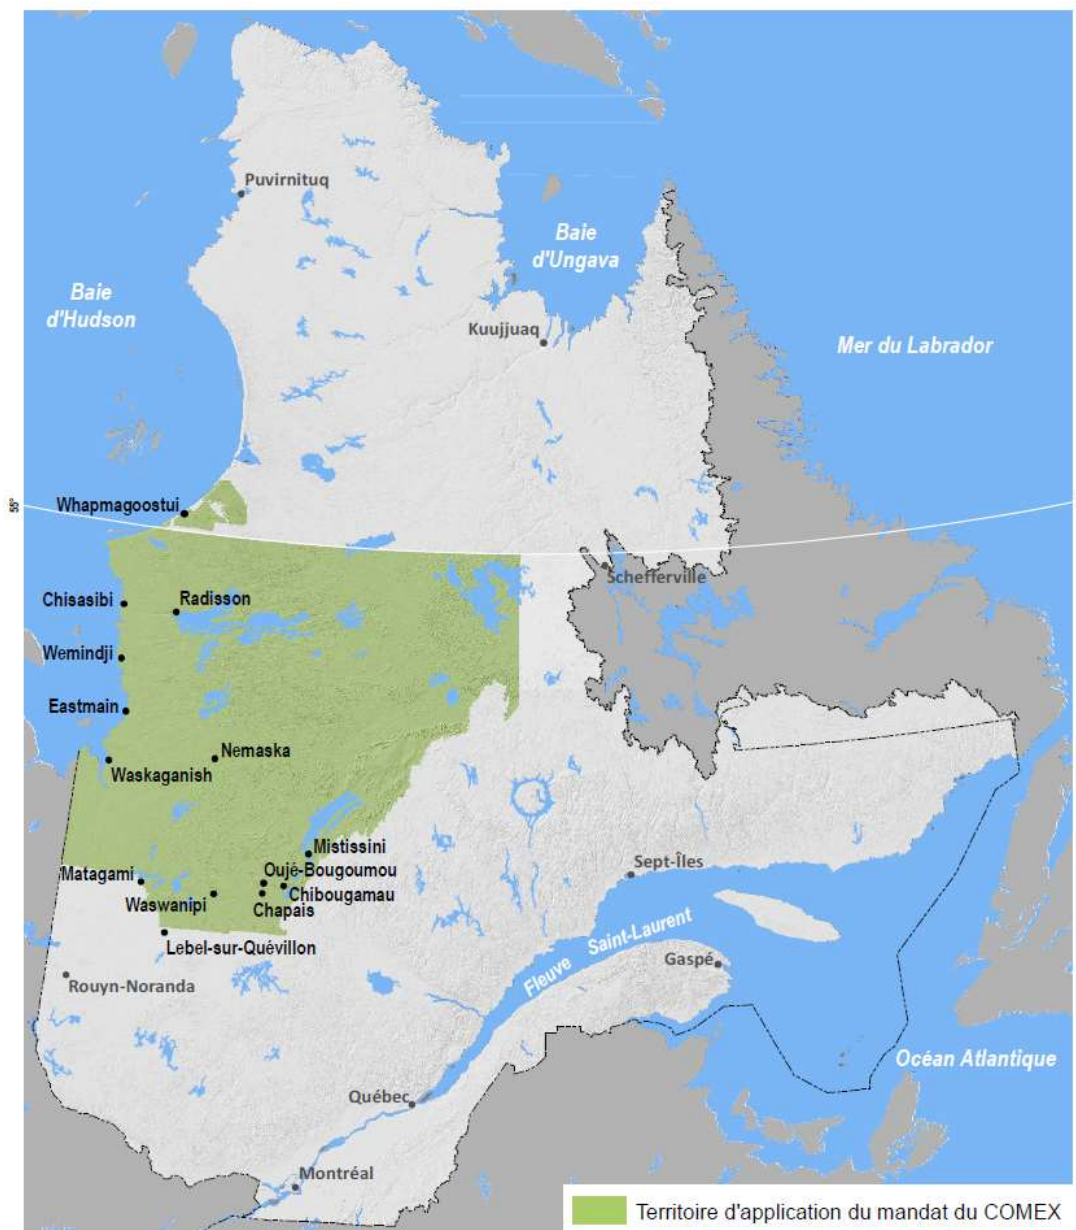 Puvirnituq
Baie
d'Ungava
Baie
d'Hudson
Kuujjuaq
Mer du Labrador
55°
Whapmagoostui
Schefferville
Chisasibi
Radisson
Wemindji
Eastmain
Nemaska
Waskaganish
Mistissini
Matagami
Oujé-Bougoumou
Sept-Îles
Waswanipi
Chibougamau
Chapais
Lebel-sur-Quévillon
Fleuve Saint-Laurent
Gaspé
Rouyn-Noranda
Océan Atlantique
Québec
Montréal
Territoire d'application du mandat du COMEX